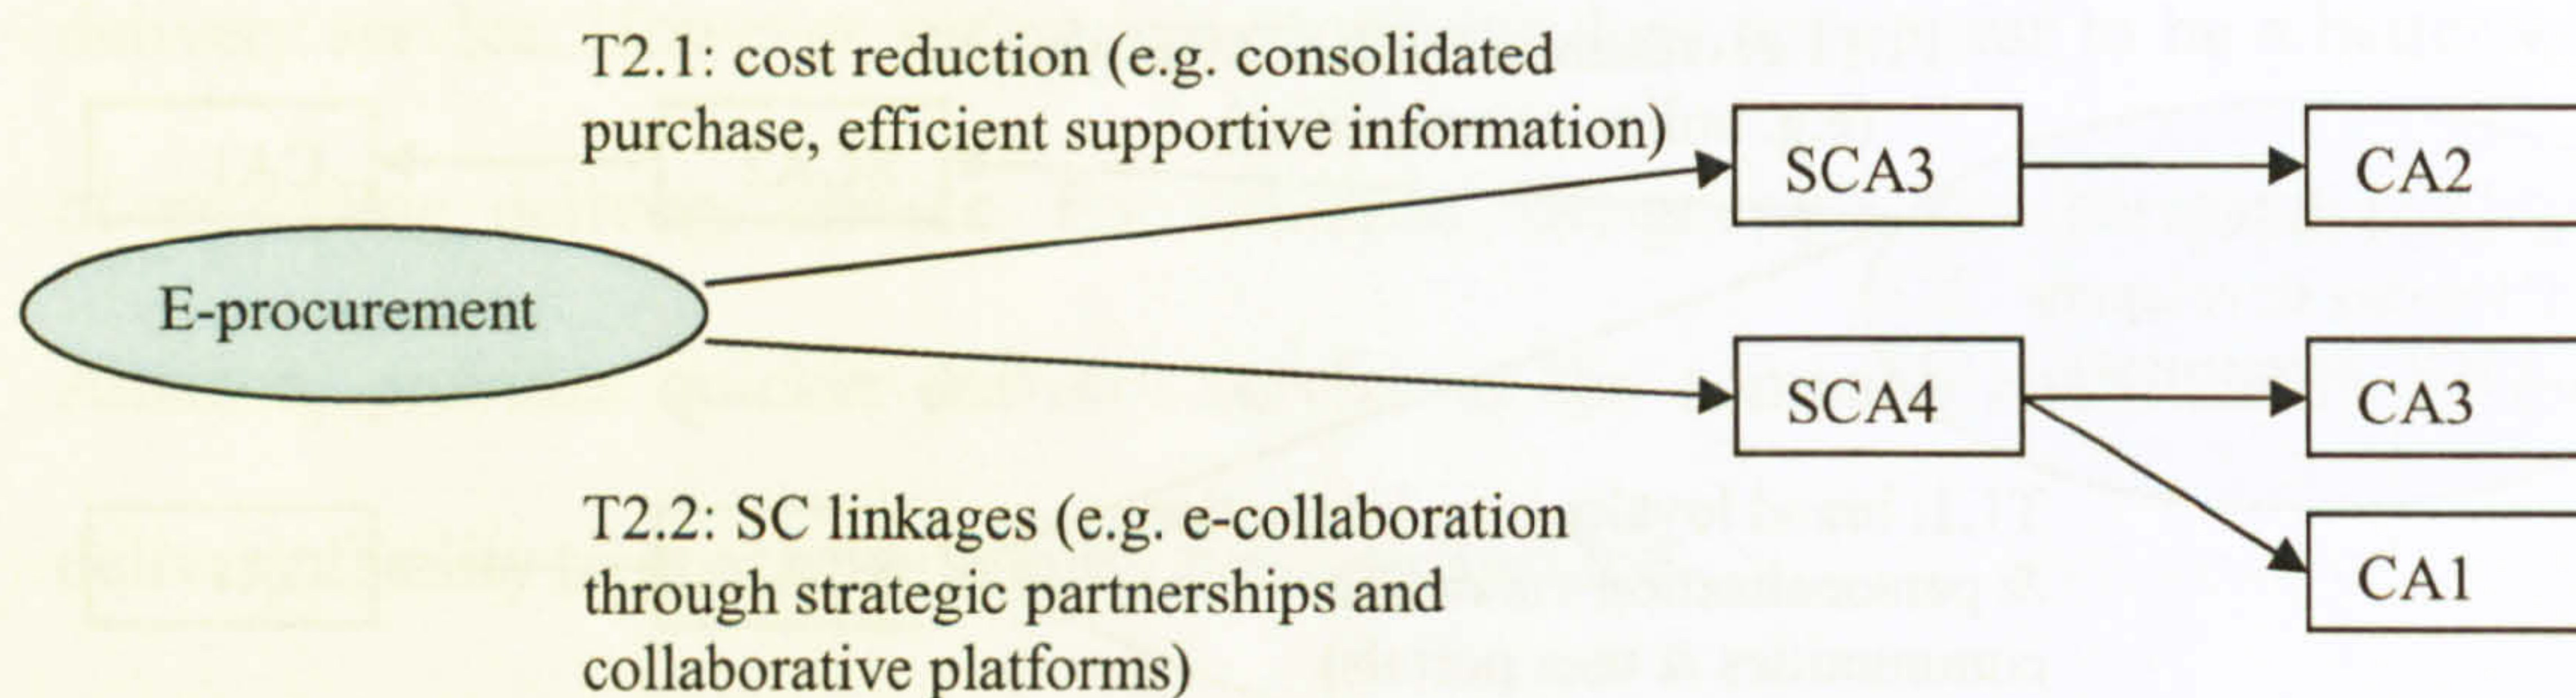 T2.1: cost reduction (e.g. consolidated
purchase, efficient supportive information)
SCA3
CA2
E-procurement
SCA4
CA3
T2.2: SC linkages (e.g. e-collaboration
through strategic partnerships and
collaborative platforms)
CA1